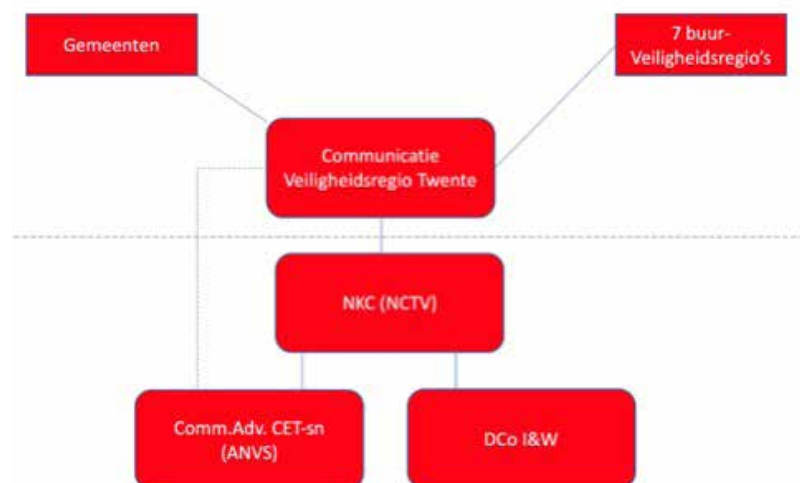 Gemeenten
7 buur-
Veiligheidsregio's
Communicatie
Veiligheidsregio Twente
NKC (NCTV)
Comm.Adv. CET-sn
(ANVS)
DCo I&W